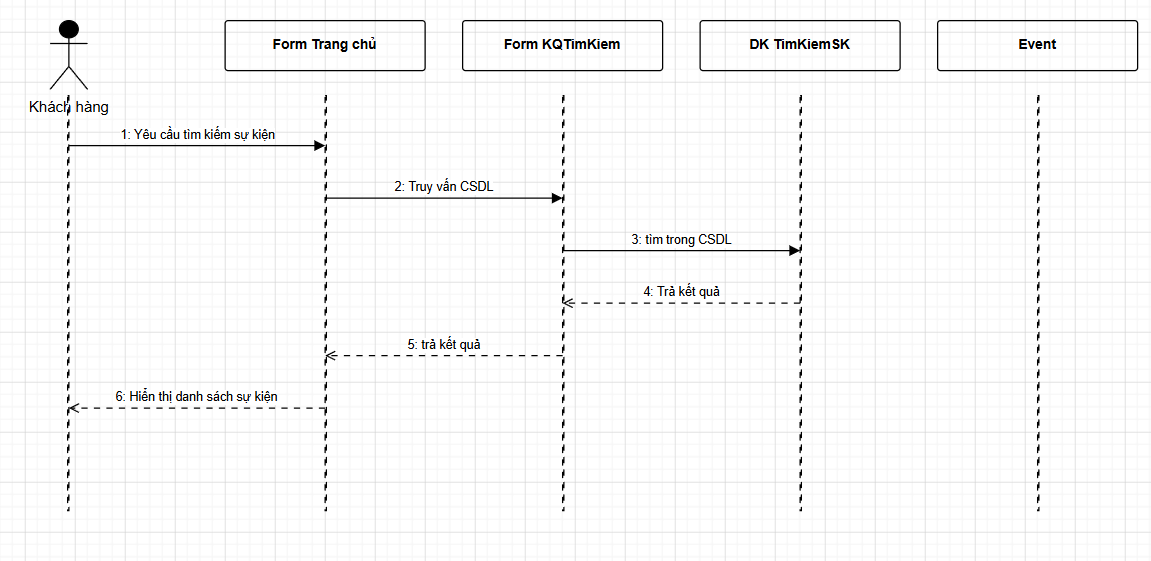 Form Trang chủ
Form KQTimKiem
DK TimKiemSK
Event
Khách hàng
1: Yêu cầu tìm kiếm sự kiện
2: Truy vấn CSDL
3: tìm trong CSDL
4: Trả kết quả
5: trả kết quả
6: Hiển thị danh sách sự kiện